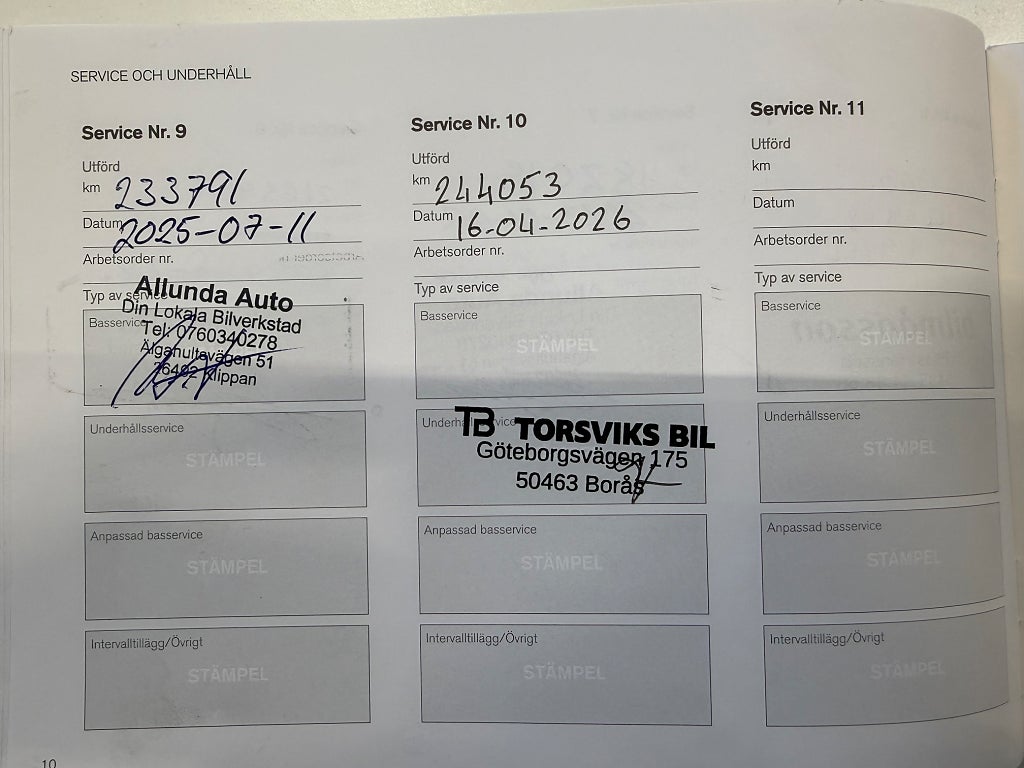 SERVICE OCH UNDERHÅLL
Service Nr. 9
Utförd
km 233791
Datum 2025-07-11
Arbetsorder nr.
Typ av service
Basservice
Allunda Auto
Din Lokala Bilverkstad
Tel: 0760340278
Älgahultsvägen 51
Klippan
Underhållsservice
STÄMPEL
Anpassad basservice
STÄMPEL
Intervalltillägg/Övrigt
STÄMPEL
Service Nr. 10
Utförd
km 244053
Datum 16-04-2026
Arbetsorder nr.
Typ av service
Basservice
STÄMPEL
Underhållsservice
TB TORSVIKS BIL
Göteborgsvägen 175
50463 Borås
Anpassad basservice
STÄMPEL
Intervalltillägg/Övrigt
STÄMPEL
Service Nr. 11
Utförd
km
Datum
Arbetsorder nr.
Typ av service
Basservice
STÄMPEL
Underhållsservice
STÄMPEL
Anpassad basservice
STÄMPEL
Intervalltillägg/Övrigt
STÄMPEL
10